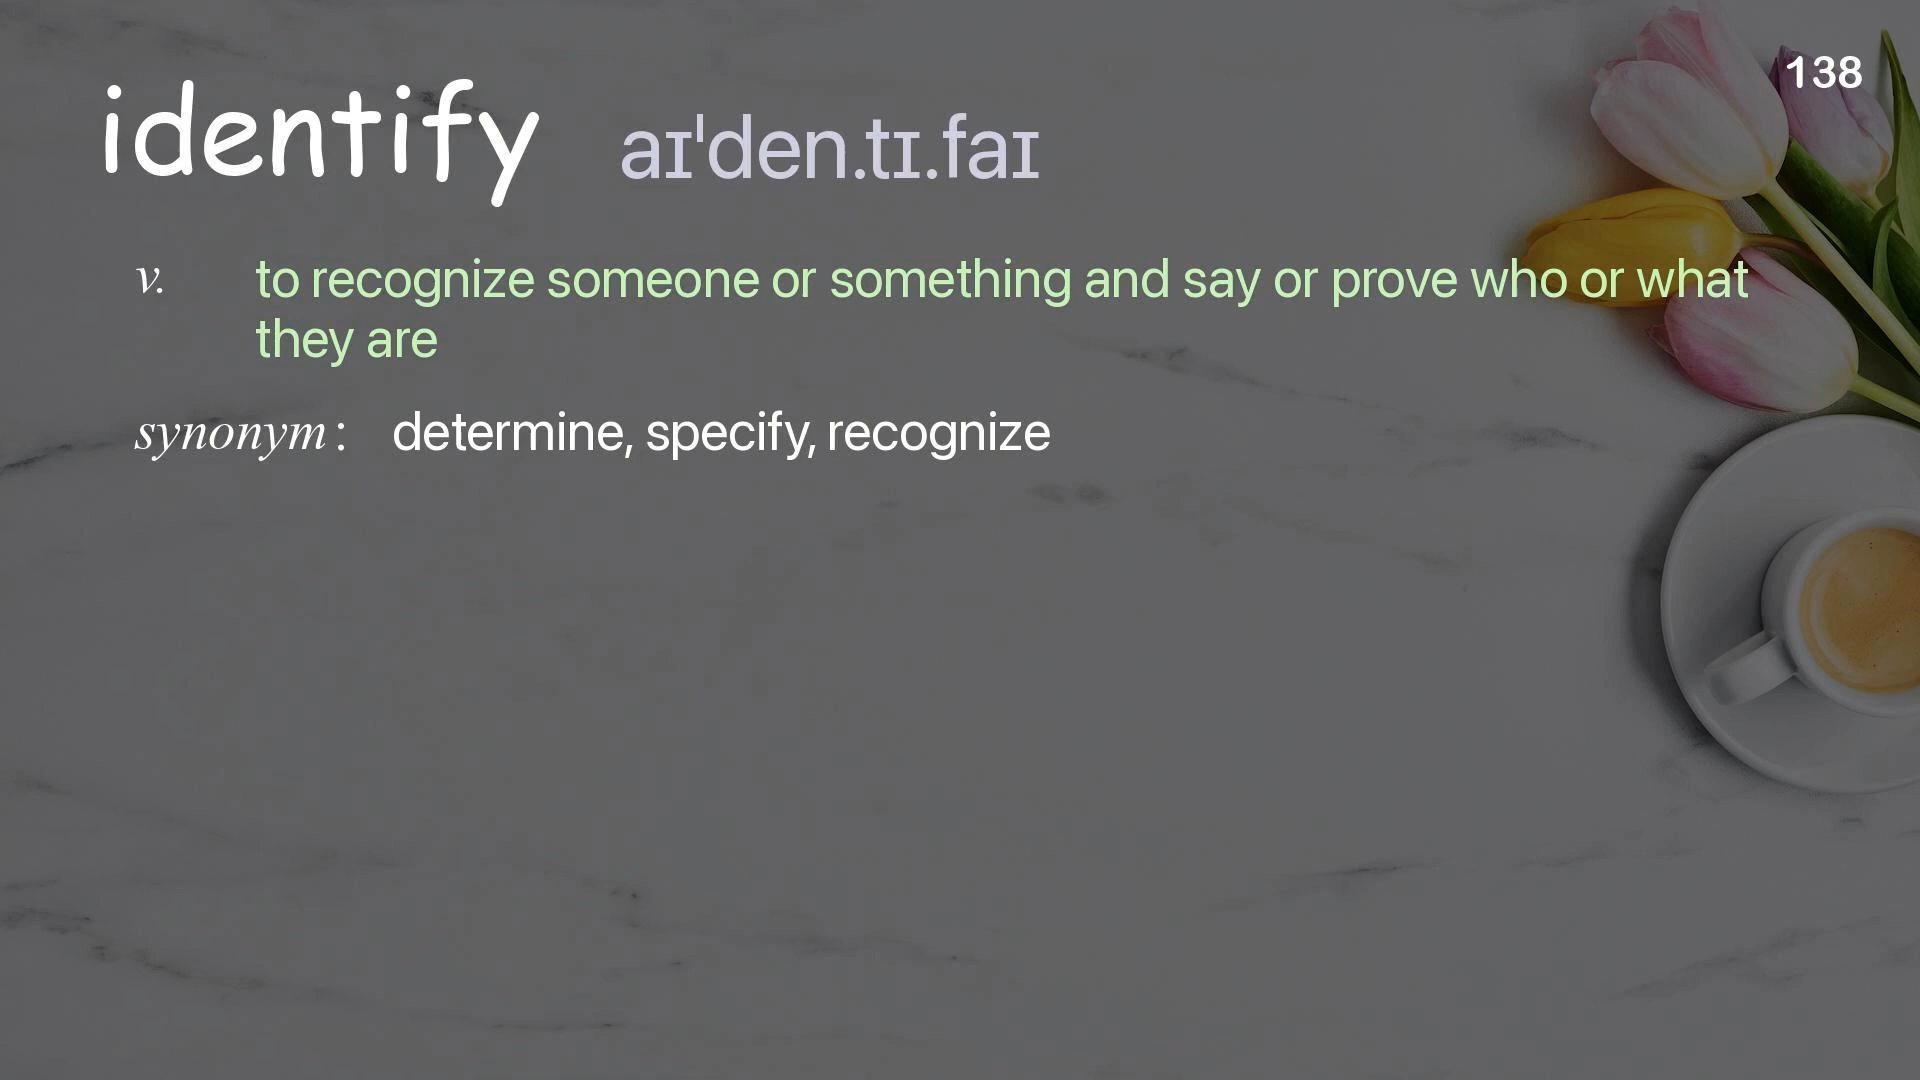 138
identify aɪˈden.tɪ.faɪ
v. to recognize someone or something and say or prove who or what
they are
synonym: determine, specify, recognize